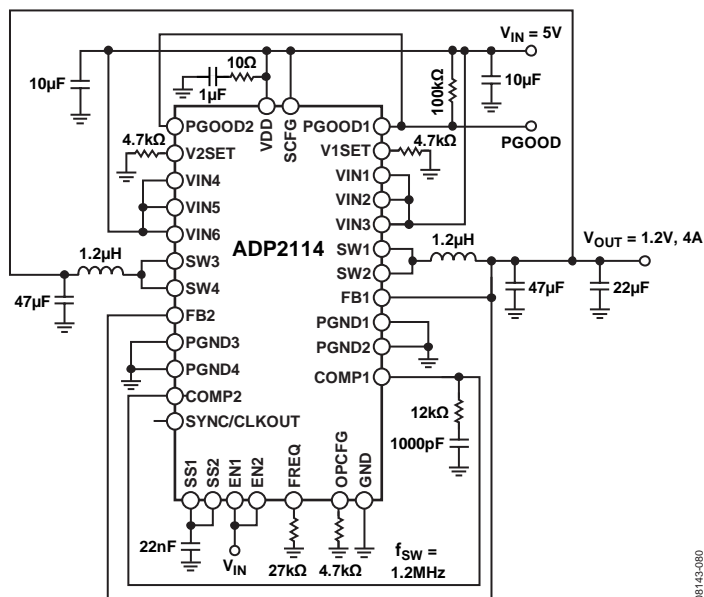 V_IN = 5V
10Ω
10µF
1µF
100kΩ
10µF
PGOOD2
VDD
SCFG
PGOOD1
PGOOD
4.7kΩ
V2SET
V1SET
4.7kΩ
VIN4
VIN1
VIN5
VIN2
VIN6
VIN3
ADP2114
1.2µH
SW3
SW1
1.2µH
V_OUT = 1.2V, 4A
SW4
SW2
47µF
47µF
22µF
FB2
FB1
PGND3
PGND1
PGND4
PGND2
COMP2
COMP1
SYNC/CLKOUT
12kΩ
1000pF
SS1
SS2
EN1
EN2
FREQ
OPCFG
GND
22nF
V_IN
27kΩ
4.7kΩ
f_SW =
1.2MHz
08143-080